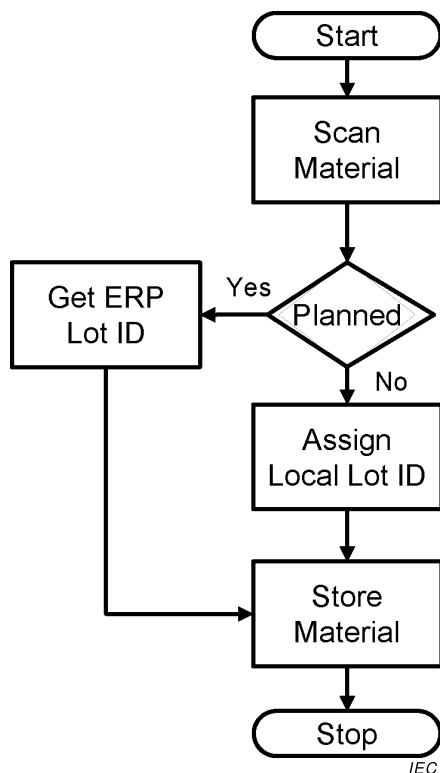 Start
Scan
Material
Planned
Yes
Get ERP
Lot ID
No
Assign
Local Lot ID
Store
Material
Stop
IEC